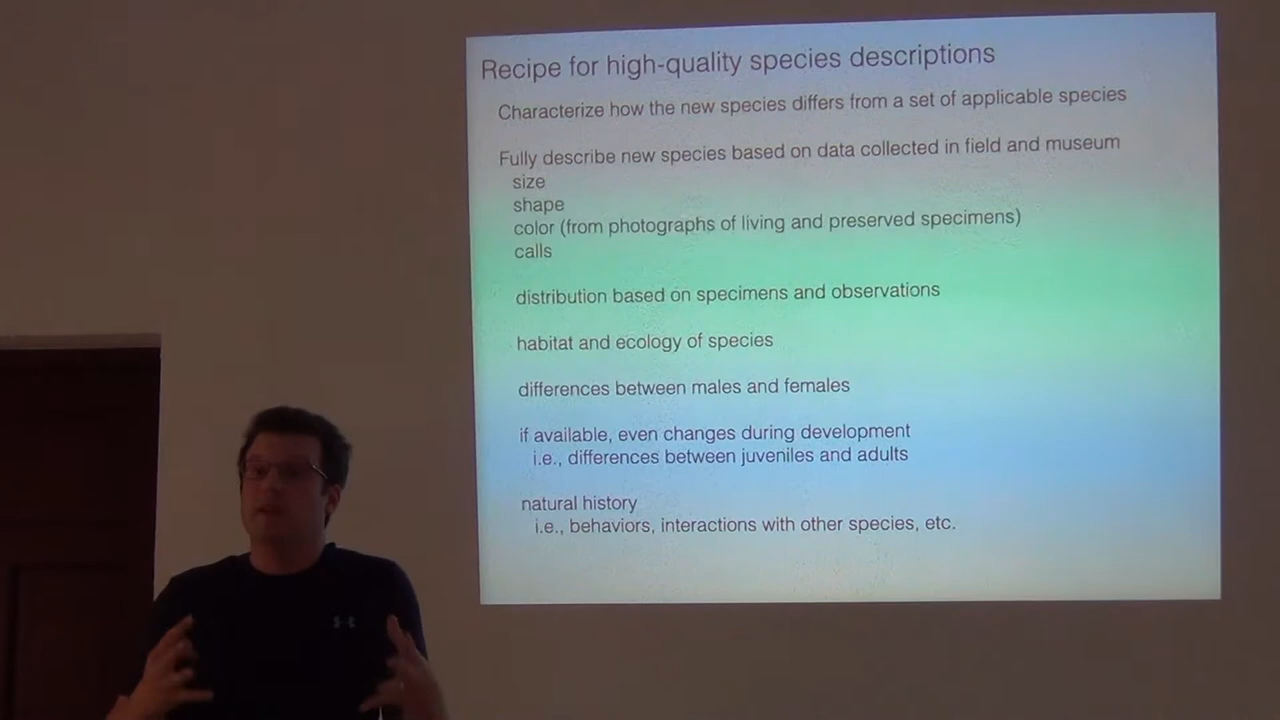 Recipe for high-quality species descriptions
Characterize how the new species differs from a set of applicable species
Fully describe new species based on data collected in field and museum
size
shape
color (from photographs of living and preserved specimens)
calls
distribution based on specimens and observations
habitat and ecology of species
differences between males and females
if available, even changes during development
i.e., differences between juveniles and adults
natural history
i.e., behaviors, interactions with other species, etc.